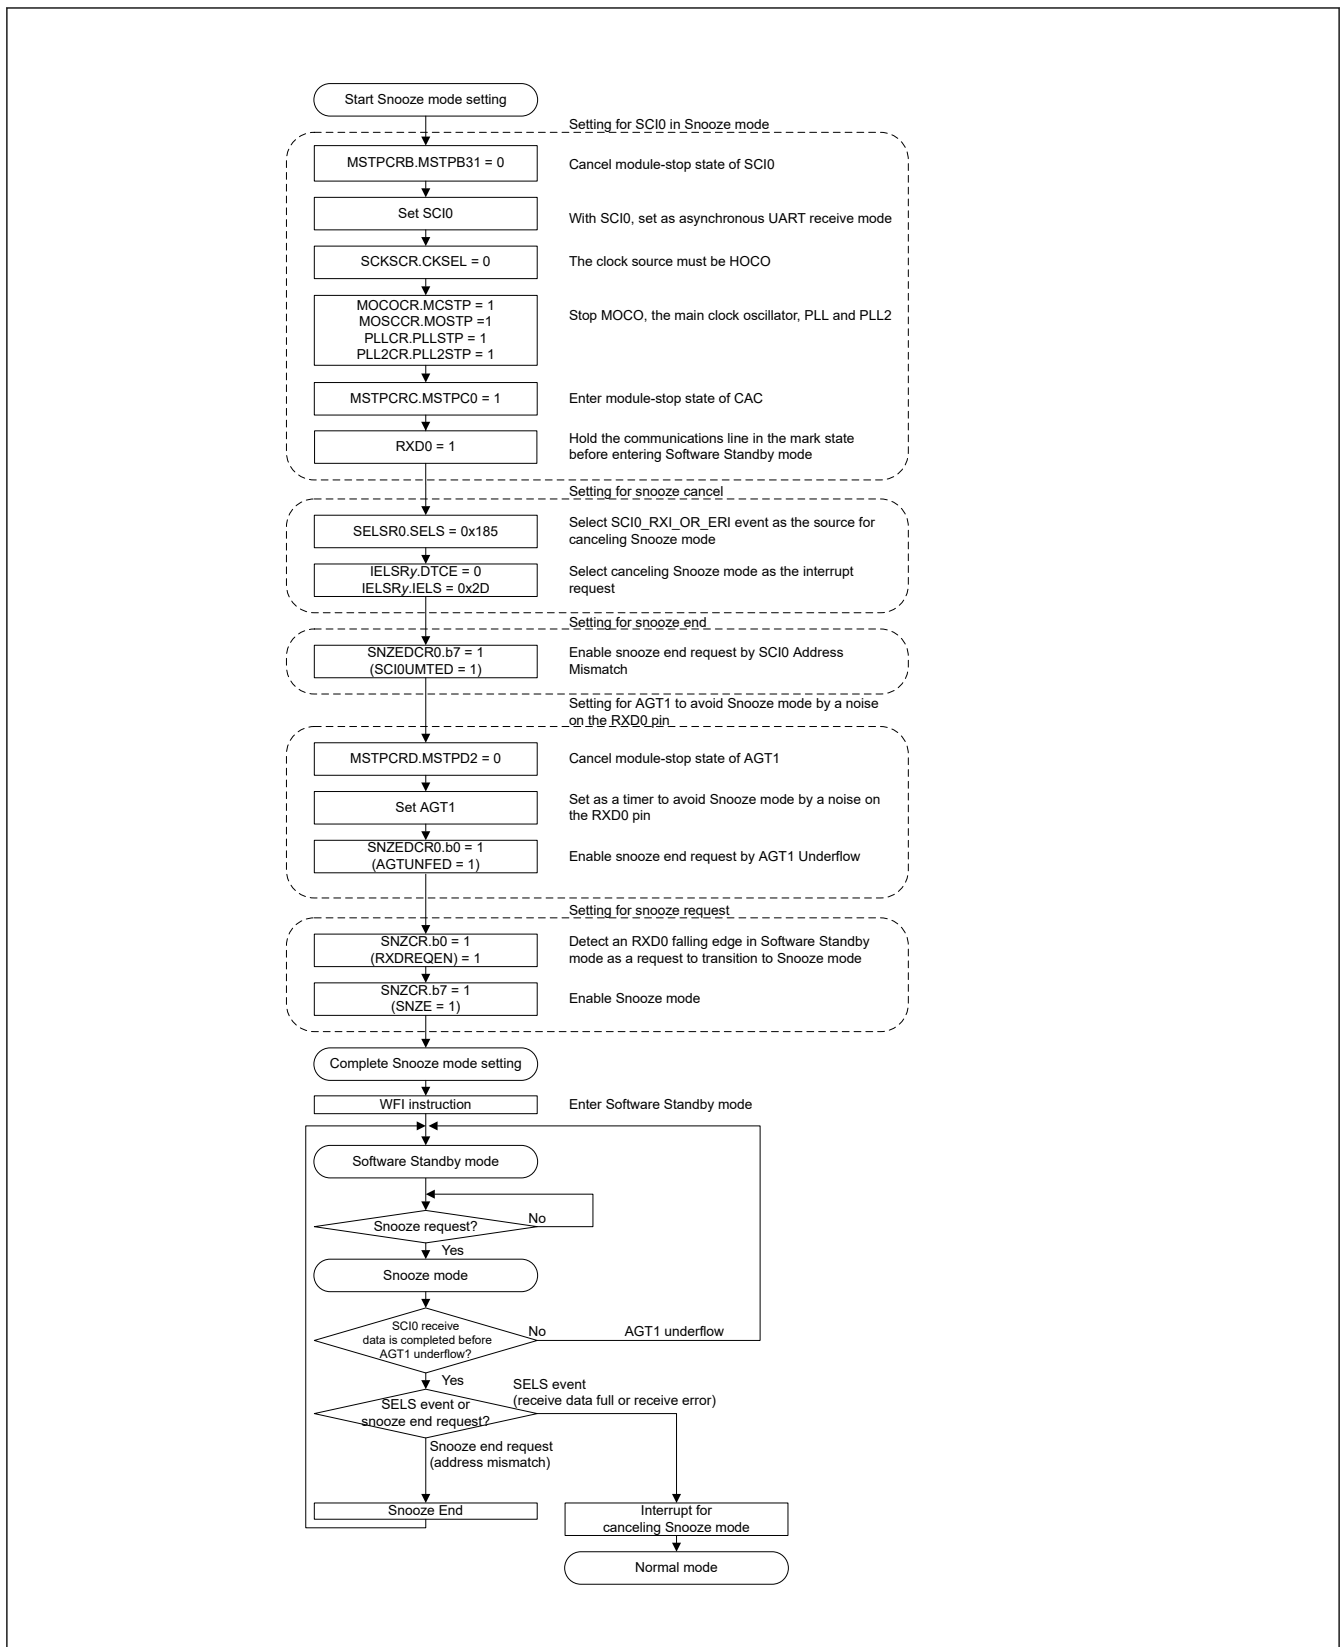 Start Snooze mode setting
Setting for SCI0 in Snooze mode
MSTPCRB.MSTPB31 = 0
Cancel module-stop state of SCI0
Set SCI0
With SCI0, set as asynchronous UART receive mode
SCKSCR.CKSEL = 0
The clock source must be HOCO
MOCOCR.MCSTP = 1
MOSCCR.MOSTP =1
PLLCR.PLLSTP = 1
PLL2CR.PLL2STP = 1
Stop MOCO, the main clock oscillator, PLL and PLL2
MSTPCRC.MSTPC0 = 1
Enter module-stop state of CAC
RXD0 = 1
Hold the communications line in the mark state
before entering Software Standby mode
Setting for snooze cancel
SELSR0.SELS = 0x185
Select SCI0_RXI_OR_ERI event as the source for
canceling Snooze mode
IELSRy.DTCE = 0
IELSRy.IELS = 0x2D
Select canceling Snooze mode as the interrupt
request
Setting for snooze end
SNZEDCR0.b7 = 1
(SCI0UMTED = 1)
Enable snooze end request by SCI0 Address
Mismatch
Setting for AGT1 to avoid Snooze mode by a noise
on the RXD0 pin
MSTPCRD.MSTPD2 = 0
Cancel module-stop state of AGT1
Set AGT1
Set as a timer to avoid Snooze mode by a noise on
the RXD0 pin
SNZEDCR0.b0 = 1
(AGTUNFED = 1)
Enable snooze end request by AGT1 Underflow
Setting for snooze request
SNZCR.b0 = 1
(RXDREQEN) = 1
Detect an RXD0 falling edge in Software Standby
mode as a request to transition to Snooze mode
SNZCR.b7 = 1
(SNZE = 1)
Enable Snooze mode
Complete Snooze mode setting
WFI instruction
Enter Software Standby mode
Software Standby mode
Snooze request?
No
Yes
Snooze mode
SCI0 receive
data is completed before
AGT1 underflow?
No
AGT1 underflow
Yes
SELS event or
snooze end request?
SELS event
(receive data full or receive error)
Snooze end request
(address mismatch)
Snooze End
Interrupt for
canceling Snooze mode
Normal mode